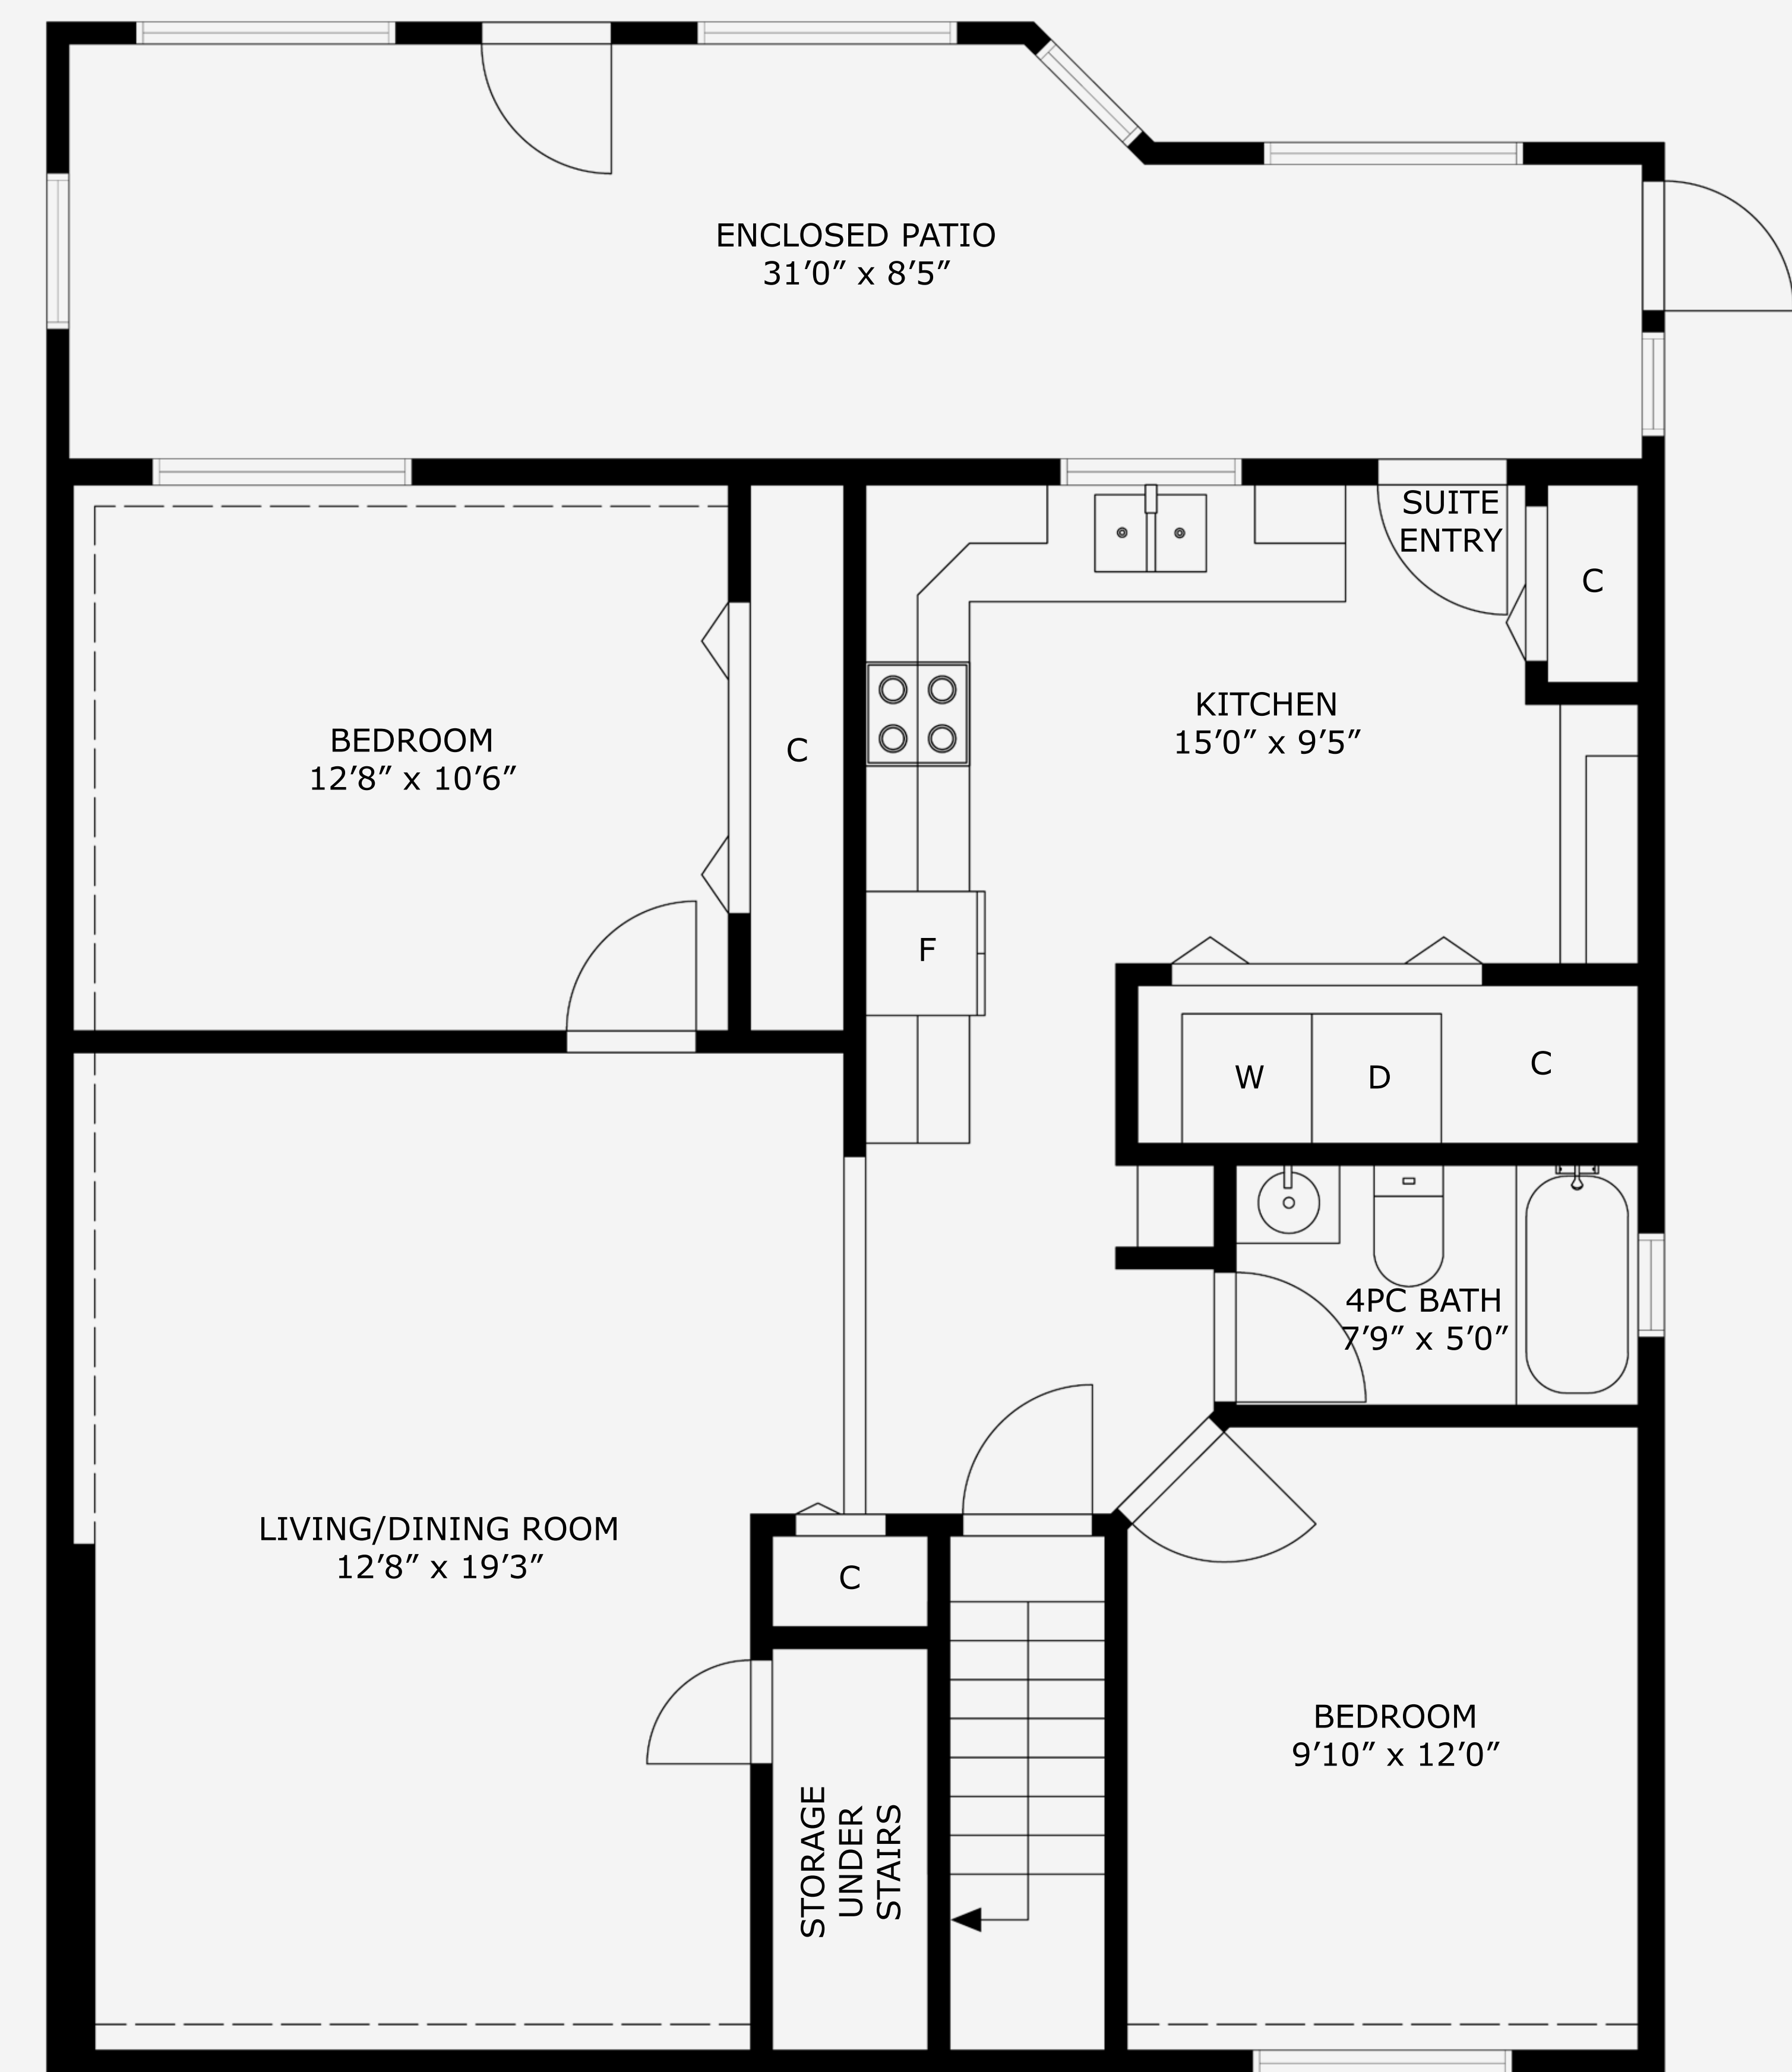 ENCLOSED PATIO
31′0″ x 8′5″
SUITE
ENTRY
C
KITCHEN
15′0″ x 9′5″
BEDROOM
12′8″ x 10′6″
C
F
W
D
C
4PC BATH
7′9″ x 5′0″
LIVING/DINING ROOM
12′8″ x 19′3″
C
BEDROOM
9′10″ x 12′0″
STORAGE
UNDER
STAIRS